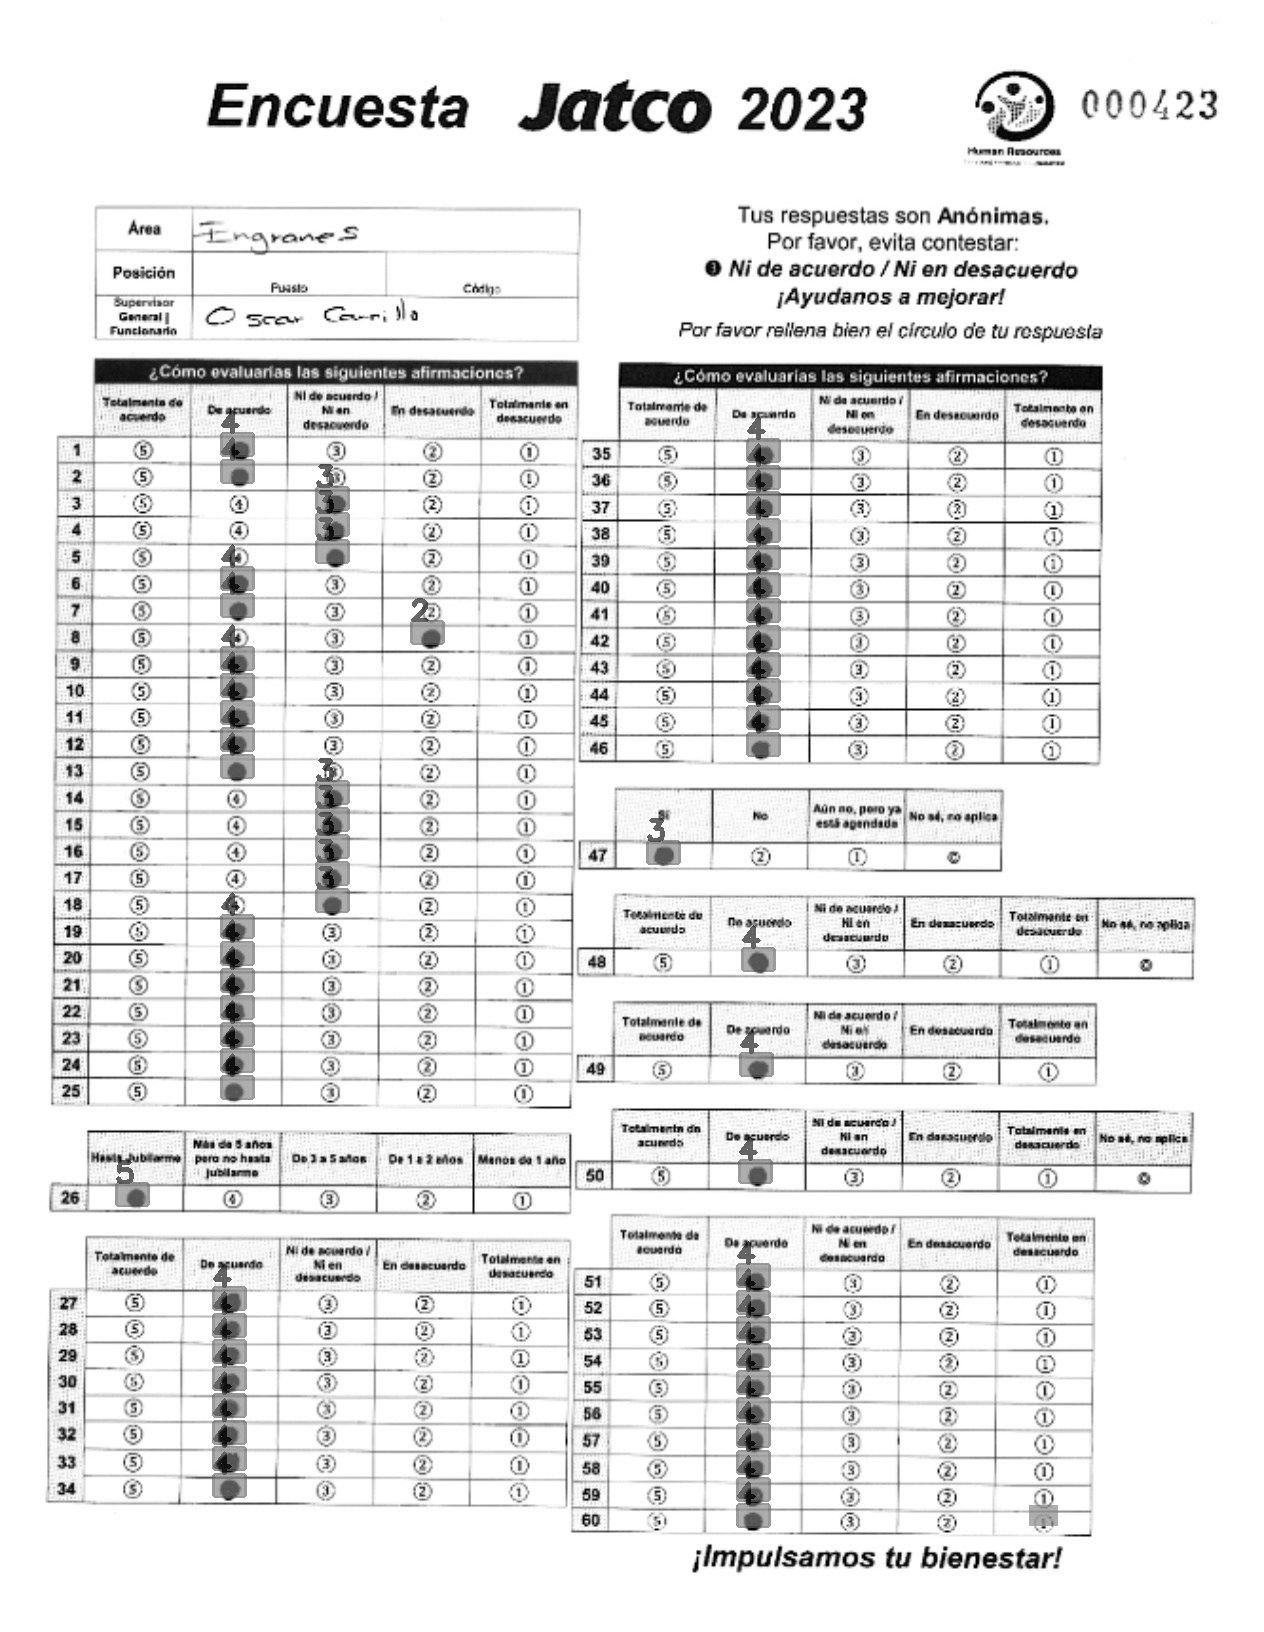 Encuesta Jatco 2023
Human Resources
000423
Área Engranes
Posición
Puesto Código
Supervisor General | Funcionario Oscar Carrillo
Tus respuestas son Anónimas.
Por favor, evita contestar:
❸ Ni de acuerdo / Ni en desacuerdo
¡Ayudanos a mejorar!
Por favor rellena bien el círculo de tu respuesta
¿Cómo evaluarías las siguientes afirmaciones?
Totalmente de acuerdo De acuerdo Ni de acuerdo / Ni en desacuerdo En desacuerdo Totalmente en desacuerdo
4
1 ⑤ 4 ③ ② ①
2 ⑤ 3 ② ①
3 ⑤ ④ 3 ② ①
4 ⑤ ④ 3 ② ①
5 ⑤ 4 ② ①
6 ⑤ 4 ③ ② ①
7 ⑤ ③ 2 ①
8 ⑤ 4 ③ ①
9 ⑤ 4 ③ ② ①
10 ⑤ 4 ③ ② ①
11 ⑤ 4 ③ ② ①
12 ⑤ 4 ③ ② ①
13 ⑤ 3 ② ①
14 ⑤ ④ 3 ② ①
15 ⑤ ④ 3 ② ①
16 ⑤ ④ 3 ② ①
17 ⑤ ④ 3 ② ①
18 ⑤ 4 ② ①
19 ⑤ 4 ③ ② ①
20 ⑤ 4 ③ ② ①
21 ⑤ 4 ③ ② ①
22 ⑤ 4 ③ ② ①
23 ⑤ 4 ③ ② ①
24 ⑤ 4 ③ ② ①
25 ⑤ ③ ② ①
Hasta Jubilarme Más de 5 años pero no hasta jubilarme De 3 a 5 años De 1 a 2 años Menos de 1 año
5
26 ④ ③ ② ①
Totalmente de acuerdo De acuerdo Ni de acuerdo / Ni en desacuerdo En desacuerdo Totalmente en desacuerdo
4
27 ⑤ 4 ③ ② ①
28 ⑤ 4 ③ ② ①
29 ⑤ 4 ③ ② ①
30 ⑤ 4 ③ ② ①
31 ⑤ 4 ③ ② ①
32 ⑤ 4 ③ ② ①
33 ⑤ 4 ③ ② ①
34 ⑤ ③ ② ①
¿Cómo evaluarías las siguientes afirmaciones?
Totalmente de acuerdo De acuerdo Ni de acuerdo / Ni en desacuerdo En desacuerdo Totalmente en desacuerdo
4
35 ⑤ 4 ③ ② ①
36 ⑤ 4 ③ ② ①
37 ⑤ 4 ③ ② ①
38 ⑤ 4 ③ ② ①
39 ⑤ 4 ③ ② ①
40 ⑤ 4 ③ ② ①
41 ⑤ 4 ③ ② ①
42 ⑤ 4 ③ ② ①
43 ⑤ 4 ③ ② ①
44 ⑤ 4 ③ ② ①
45 ⑤ 4 ③ ② ①
46 ⑤ ③ ② ①
Sí No Aún no, pero ya está agendada No sé, no aplica
3
47 ② ①
Totalmente de acuerdo De acuerdo Ni de acuerdo / Ni en desacuerdo En desacuerdo Totalmente en desacuerdo No sé, no aplica
4
48 ⑤ ③ ② ①
Totalmente de acuerdo De acuerdo Ni de acuerdo / Ni en desacuerdo En desacuerdo Totalmente en desacuerdo
4
49 ⑤ ③ ② ①
Totalmente de acuerdo De acuerdo Ni de acuerdo / Ni en desacuerdo En desacuerdo Totalmente en desacuerdo No sé, no aplica
4
50 ⑤ ③ ② ①
Totalmente de acuerdo De acuerdo Ni de acuerdo / Ni en desacuerdo En desacuerdo Totalmente en desacuerdo
4
51 ⑤ 4 ③ ② ①
52 ⑤ 4 ③ ② ①
53 ⑤ 4 ③ ② ①
54 ⑤ 4 ③ ② ①
55 ⑤ 4 ③ ② ①
56 ⑤ 4 ③ ② ①
57 ⑤ 4 ③ ② ①
58 ⑤ 4 ③ ② ①
59 ⑤ 4 ③ ② ①
60 ⑤ ③ ② ①
¡Impulsamos tu bienestar!